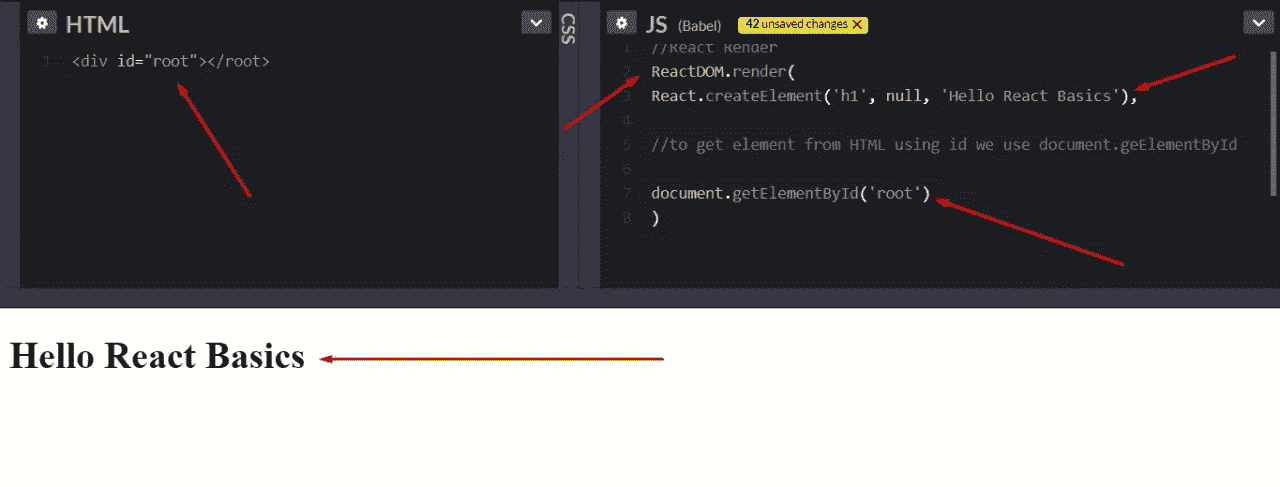 HTML
1 <div id="root"></root>
CSS
JS (Babel) 42 unsaved changes X
1 //React Render
2 ReactDOM.render(
3 React.createElement('h1', null, 'Hello React Basics'),
4
5 //to get element from HTML using id we use document.geElementById
6
7 document.getElementById('root')
8 )
Hello React Basics